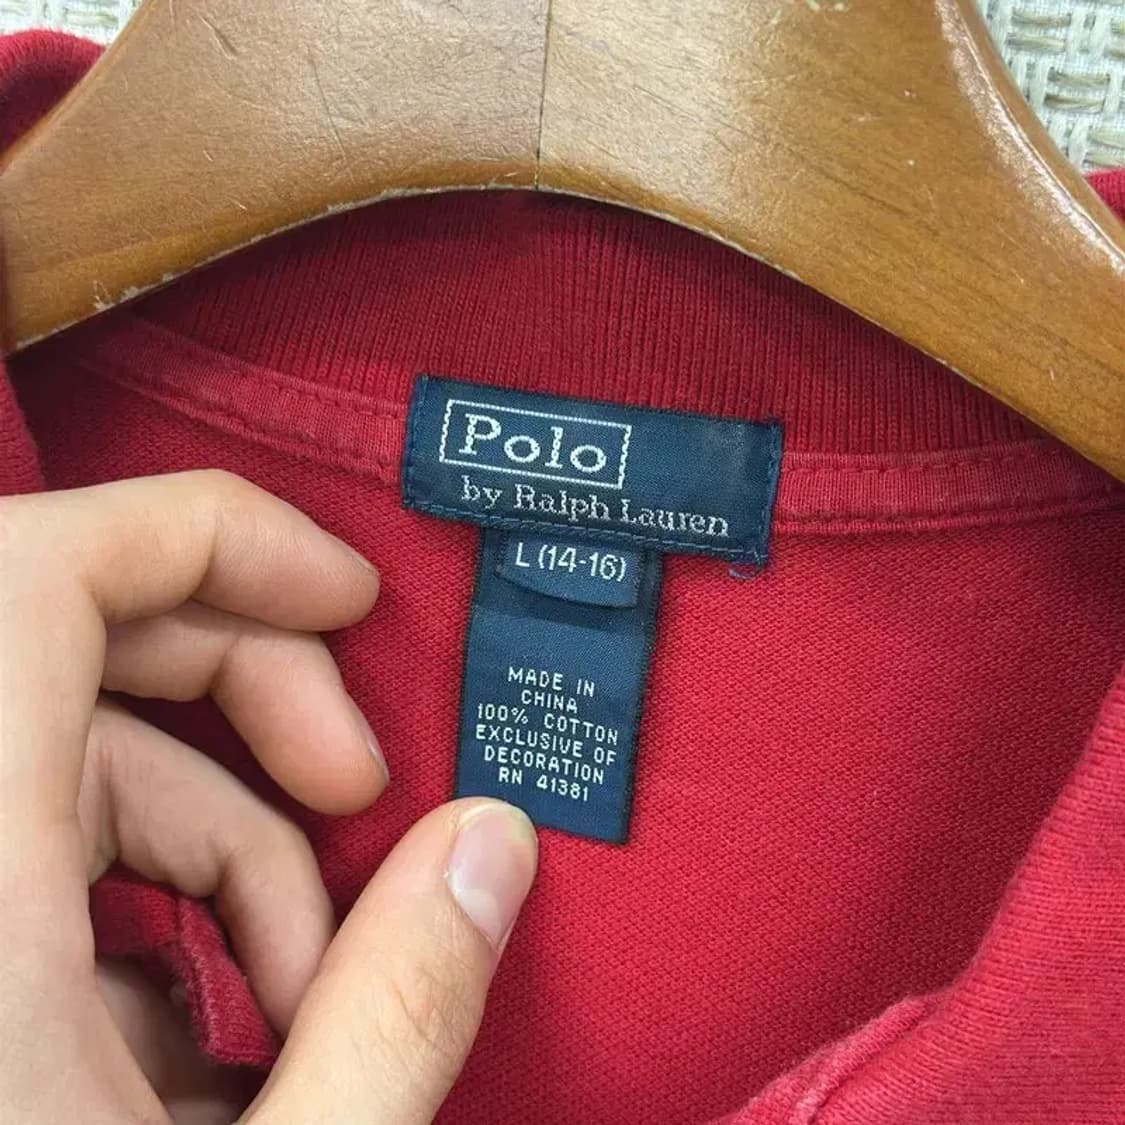 Polo
by Ralph Lauren
L (14-16)
MADE IN
CHINA
100% COTTON
EXCLUSIVE OF
DECORATION
RN 41381